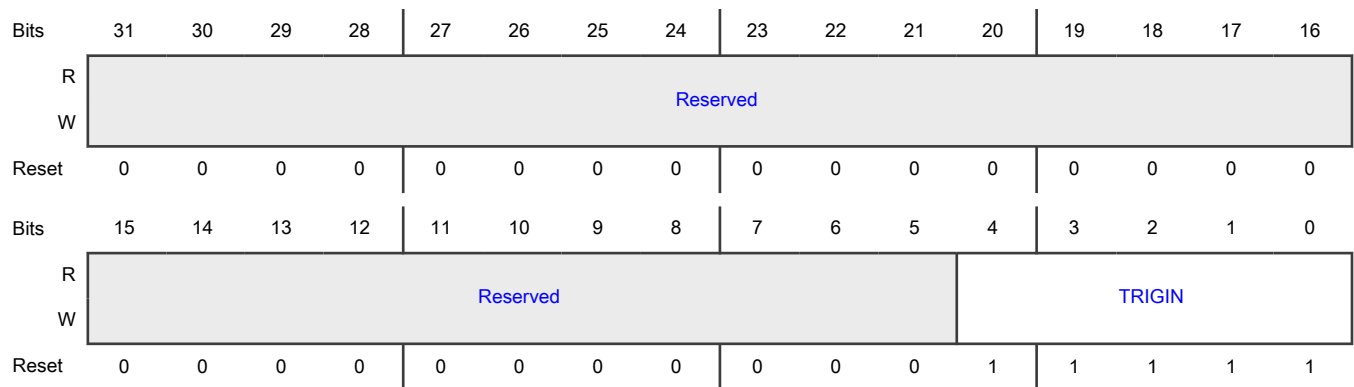 Bits 31 30 29 28 27 26 25 24 23 22 21 20 19 18 17 16
R
Reserved
W
Reset 0 0 0 0 0 0 0 0 0 0 0 0 0 0 0 0
Bits 15 14 13 12 11 10 9 8 7 6 5 4 3 2 1 0
R
Reserved TRIGIN
W
Reset 0 0 0 0 0 0 0 0 0 0 0 1 1 1 1 1